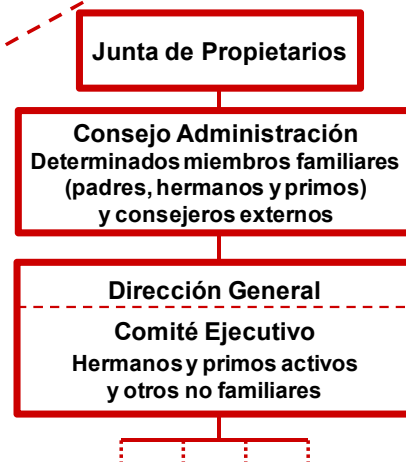 Junta de Propietarios
Consejo Administración
Determinados miembros familiares
(padres, hermanos y primos)
y consejeros externos
Dirección General
Comité Ejecutivo
Hermanos y primos activos
y otros no familiares